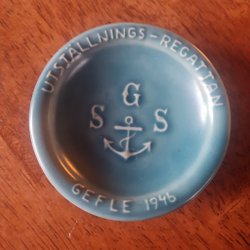 UTSTÄLLNINGS-REGATTAN
G
S S
GEFLE 1946